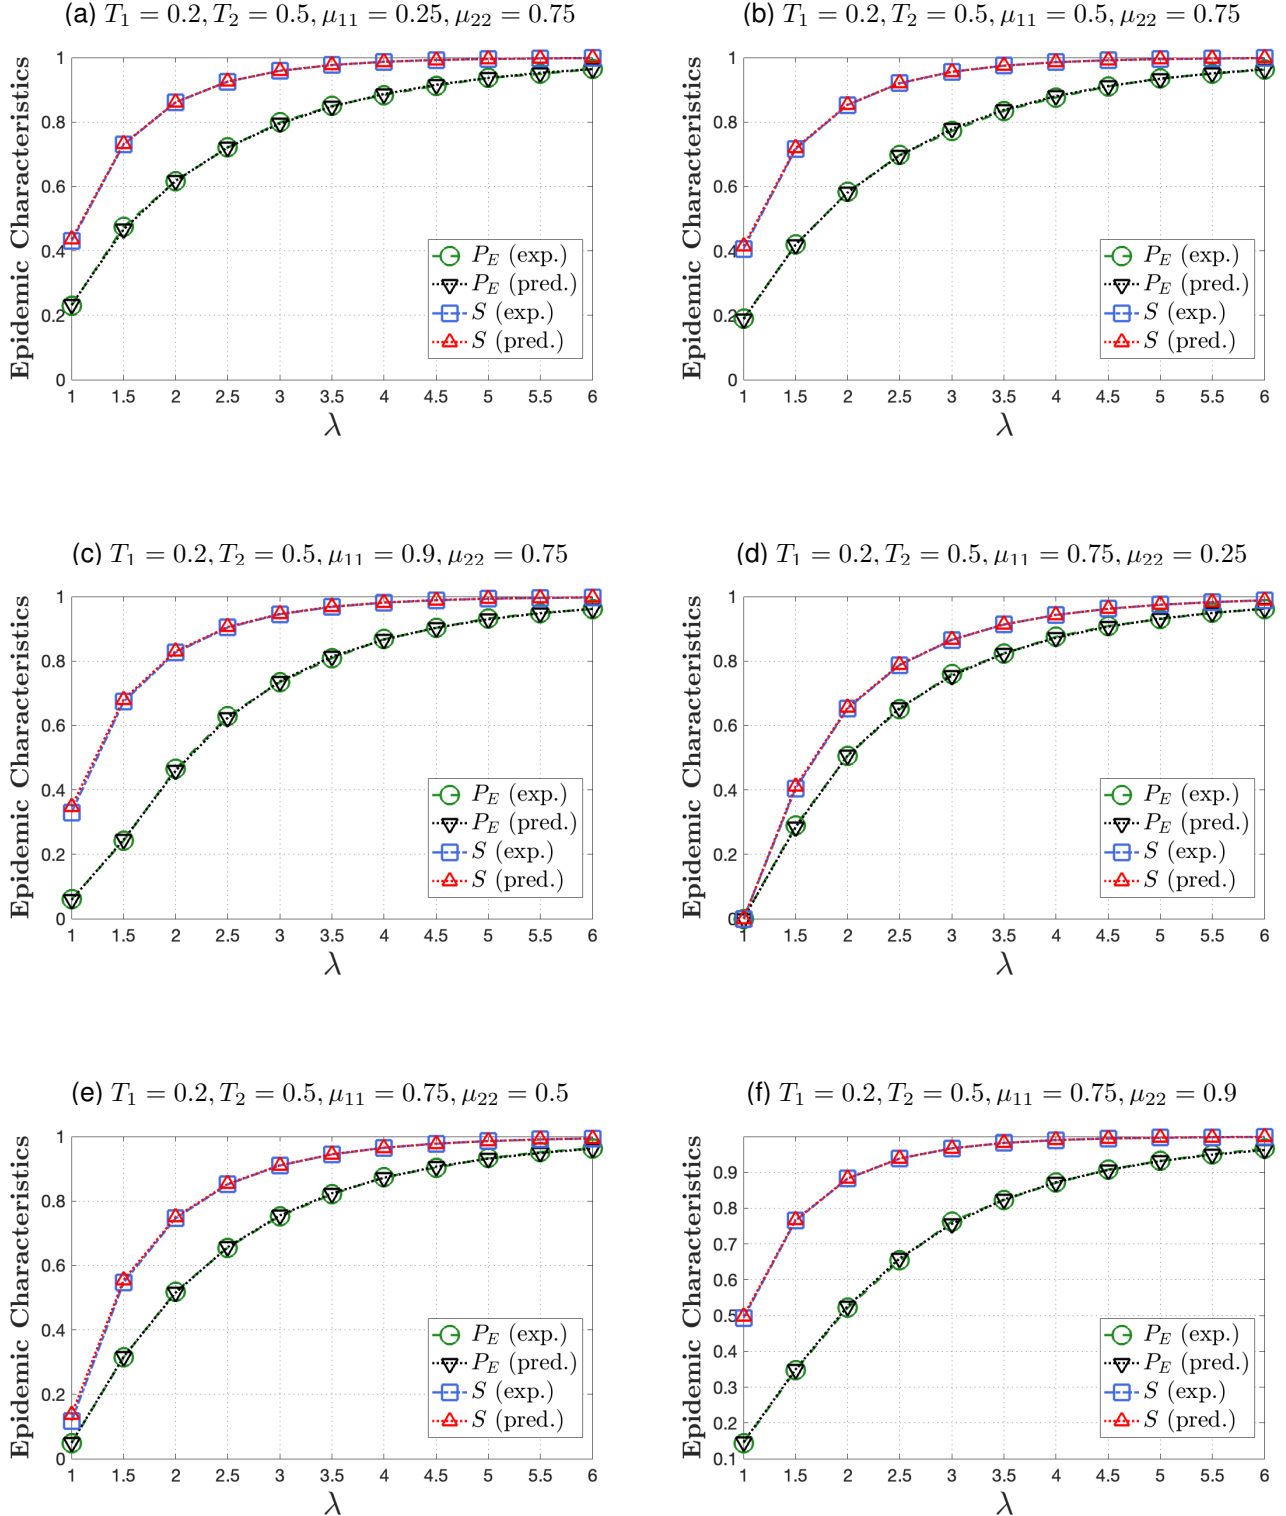 (a) T₁ = 0.2, T₂ = 0.5, μ₁₁ = 0.25, μ₂₂ = 0.75
Epidemic Characteristics
1
0.8
0.6
0.4
0.2
0
P_E (exp.)
P_E (pred.)
S (exp.)
S (pred.)
1 1.5 2 2.5 3 3.5 4 4.5 5 5.5 6
λ
(b) T₁ = 0.2, T₂ = 0.5, μ₁₁ = 0.5, μ₂₂ = 0.75
Epidemic Characteristics
1
0.8
0.6
0.4
0.2
0
P_E (exp.)
P_E (pred.)
S (exp.)
S (pred.)
1 1.5 2 2.5 3 3.5 4 4.5 5 5.5 6
λ
(c) T₁ = 0.2, T₂ = 0.5, μ₁₁ = 0.9, μ₂₂ = 0.75
Epidemic Characteristics
1
0.8
0.6
0.4
0.2
0
P_E (exp.)
P_E (pred.)
S (exp.)
S (pred.)
1 1.5 2 2.5 3 3.5 4 4.5 5 5.5 6
λ
(d) T₁ = 0.2, T₂ = 0.5, μ₁₁ = 0.75, μ₂₂ = 0.25
Epidemic Characteristics
1
0.8
0.6
0.4
0.2
0
P_E (exp.)
P_E (pred.)
S (exp.)
S (pred.)
1 1.5 2 2.5 3 3.5 4 4.5 5 5.5 6
λ
(e) T₁ = 0.2, T₂ = 0.5, μ₁₁ = 0.75, μ₂₂ = 0.5
Epidemic Characteristics
1
0.8
0.6
0.4
0.2
0
P_E (exp.)
P_E (pred.)
S (exp.)
S (pred.)
1 1.5 2 2.5 3 3.5 4 4.5 5 5.5 6
λ
(f) T₁ = 0.2, T₂ = 0.5, μ₁₁ = 0.75, μ₂₂ = 0.9
Epidemic Characteristics
0.9
0.8
0.7
0.6
0.5
0.4
0.3
0.2
0.1
P_E (exp.)
P_E (pred.)
S (exp.)
S (pred.)
1 1.5 2 2.5 3 3.5 4 4.5 5 5.5 6
λ